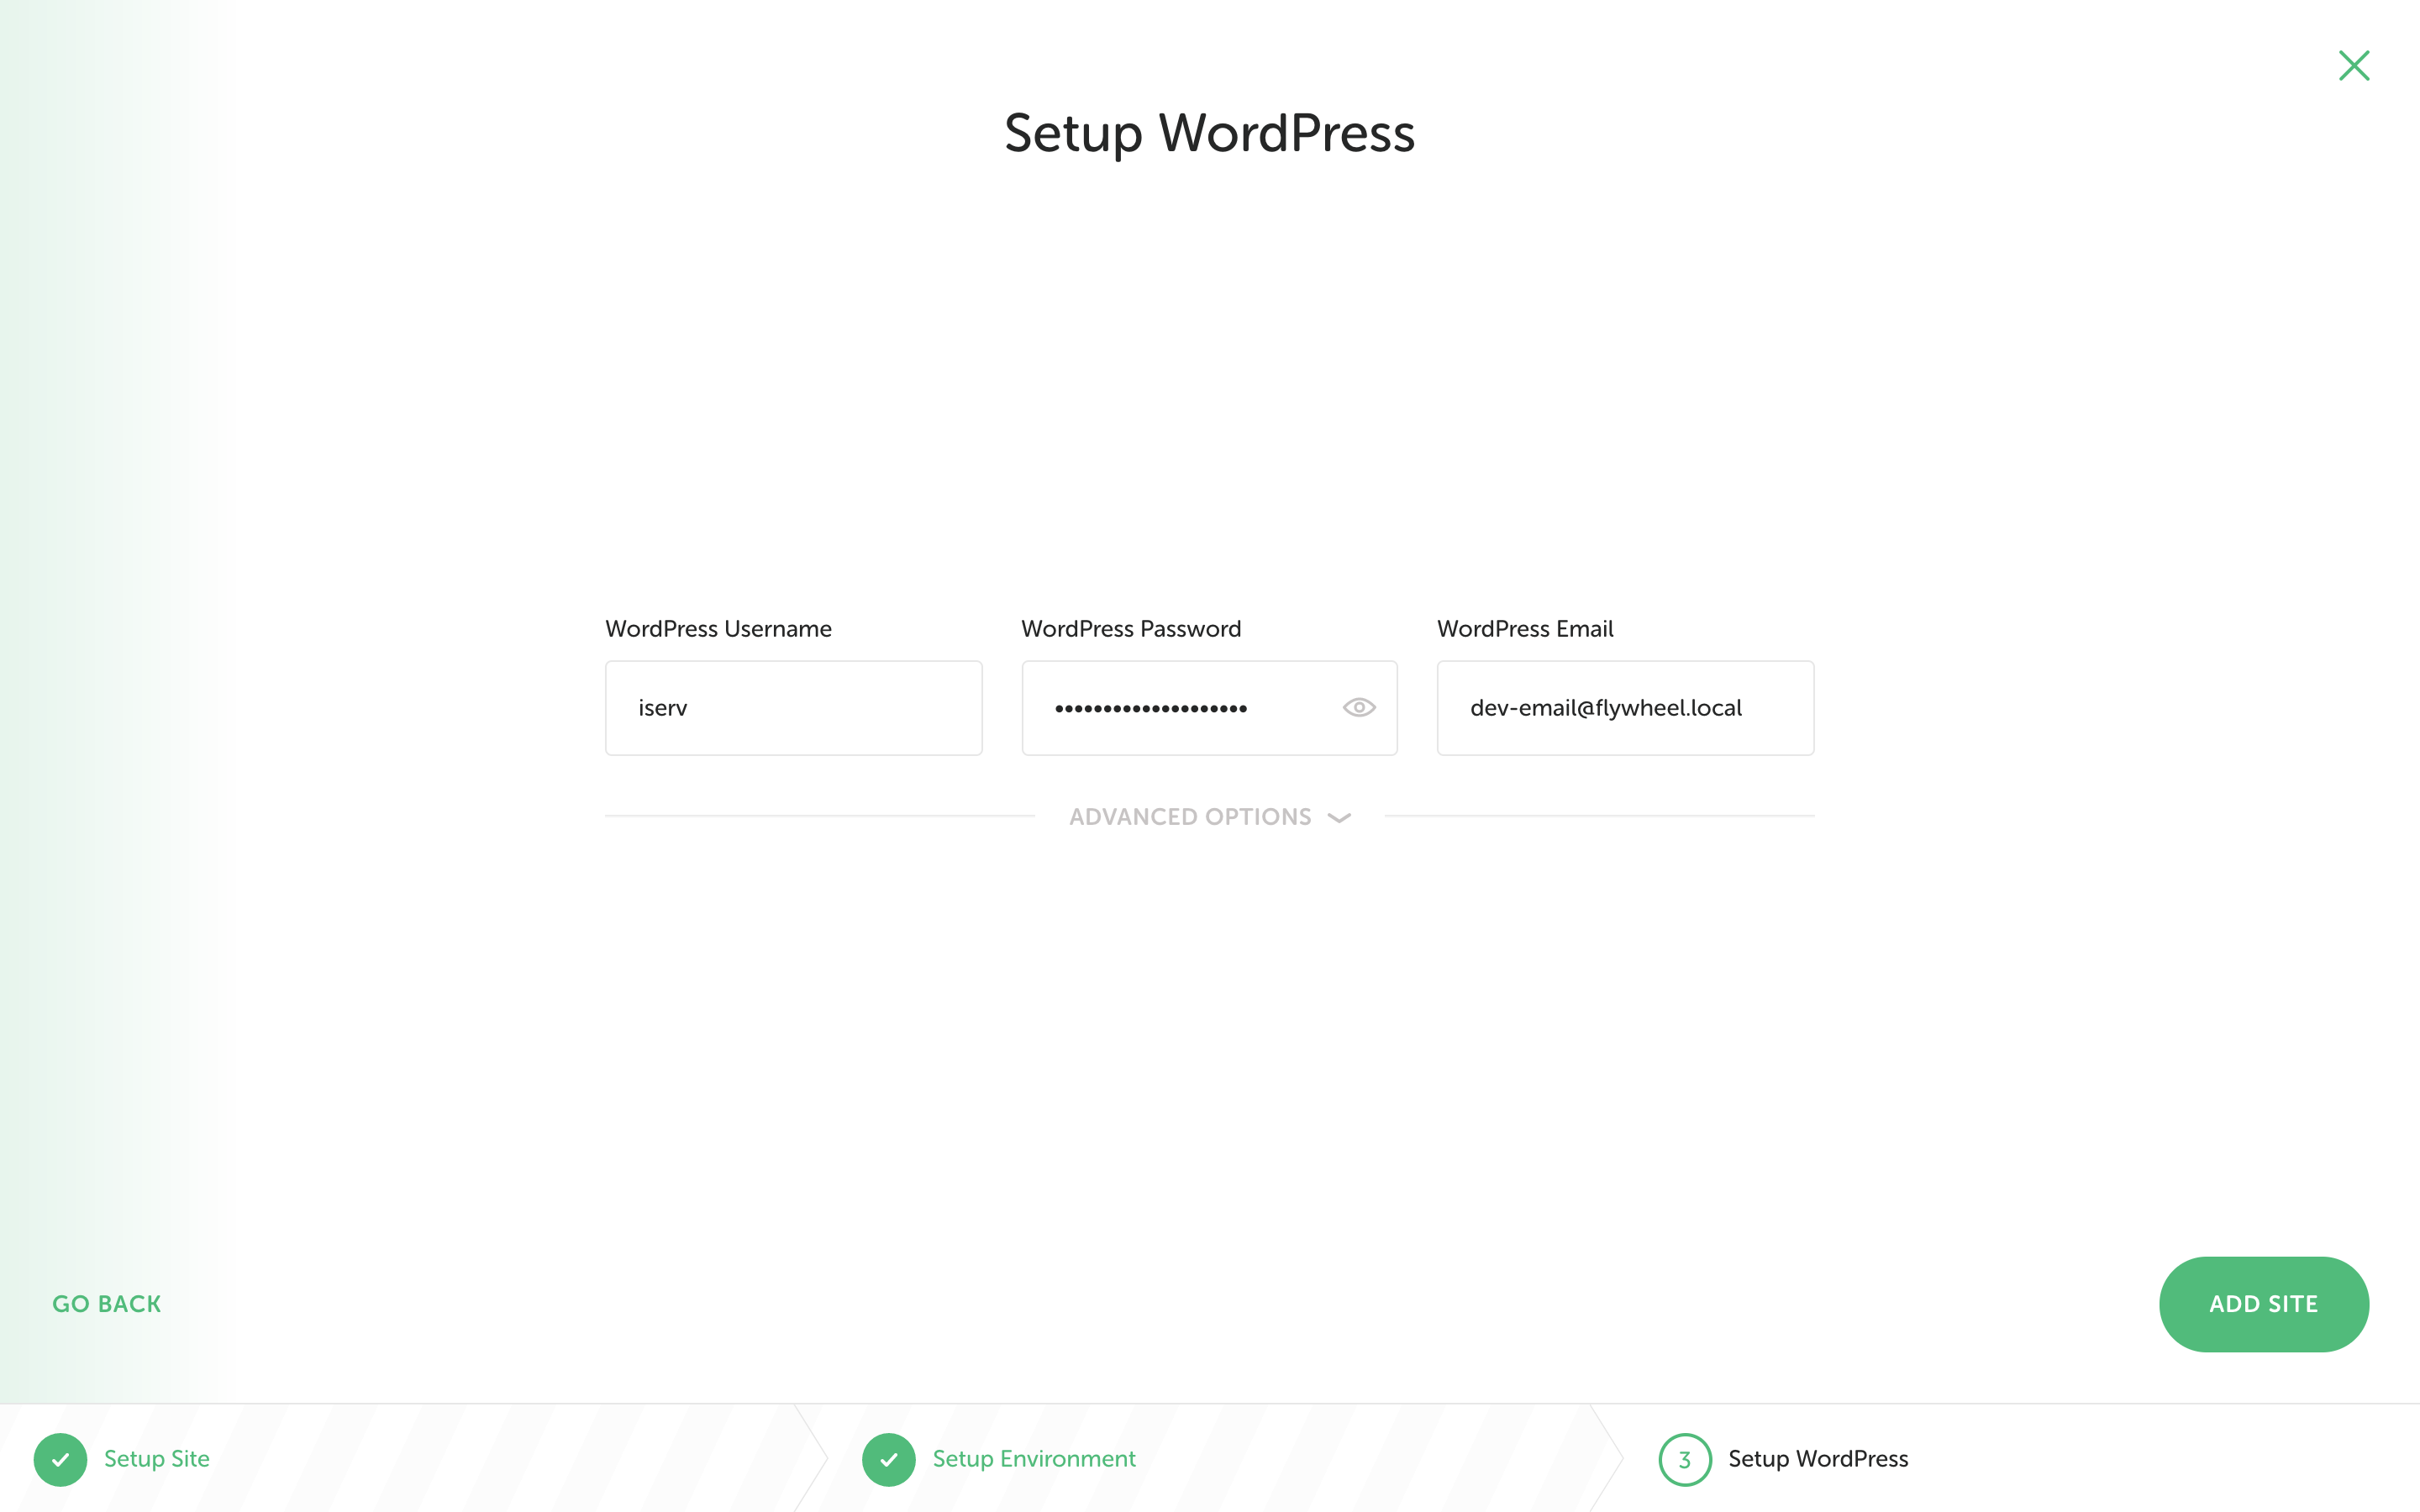 Setup WordPress
WordPress Username
WordPress Password
WordPress Email
iserv
••••••••••••••••••••
dev-email@flywheel.local
ADVANCED OPTIONS
GO BACK
ADD SITE
Setup Site
Setup Environment
3
Setup WordPress